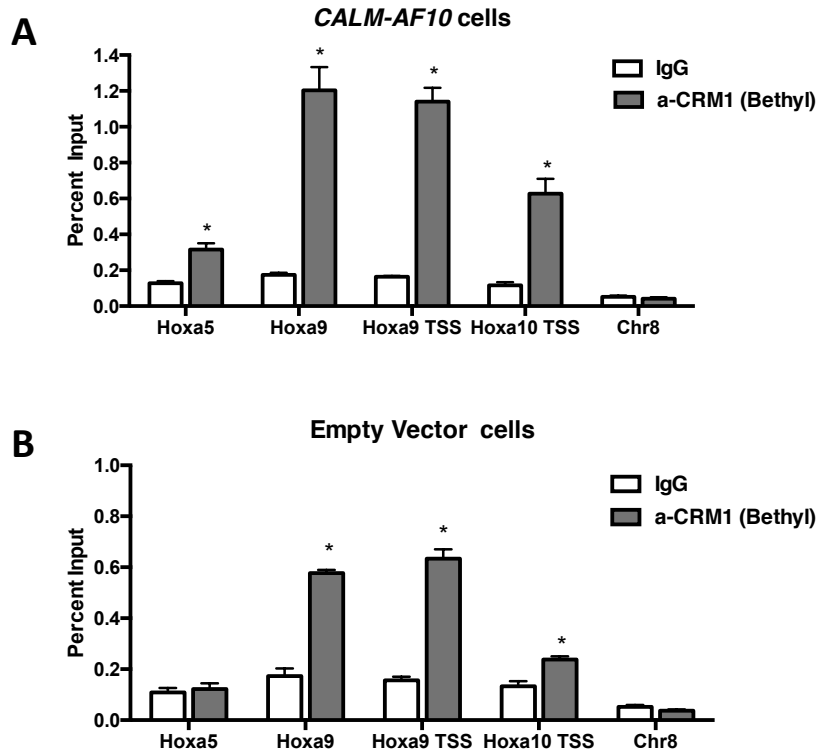 A
CALM-AF10 cells
IgG
a-CRM1 (Bethyl)
Percent Input
1.4
1.2
1.0
0.8
0.6
0.4
0.2
0.0
*
*
*
*
Hoxa5 Hoxa9 Hoxa9 TSS Hoxa10 TSS Chr8
B
Empty Vector cells
IgG
a-CRM1 (Bethyl)
Percent Input
1.0
0.8
0.6
0.4
0.2
0.0
*
*
*
Hoxa5 Hoxa9 Hoxa9 TSS Hoxa10 TSS Chr8